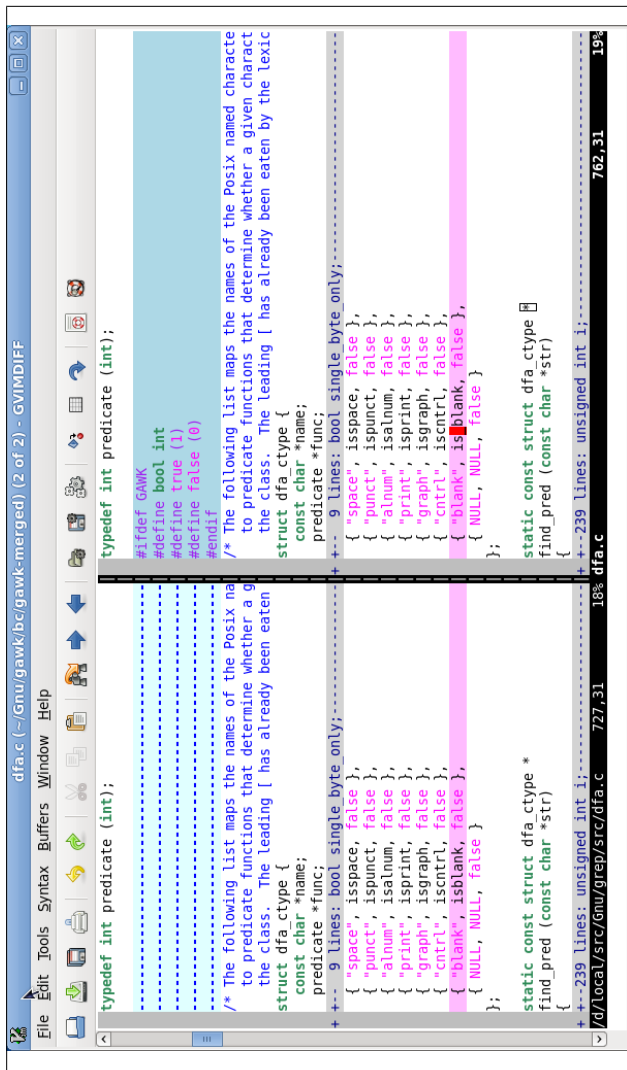 dfa.c (~/Gnu/gawk/bc/gawk-merged) (2 of 2) - GVIMDIFF
File Edit Tools Syntax Buffers Window Help
typedef int predicate (int);
------------------------------------------
------------------------------------------
------------------------------------------
------------------------------------------
------------------------------------------
/* The following list maps the names of the Posix na
to predicate functions that determine whether a g
the class. The leading [ has already been eaten
struct dfa_ctype {
const char *name;
predicate *func;
+ +-- 9 lines: bool single_byte_only;---------------
{ "space", isspace, false },
{ "punct", ispunct, false },
{ "alnum", isalnum, false },
{ "print", isprint, false },
{ "graph", isgraph, false },
{ "cntrl", iscntrl, false },
{ "blank", isblank, false },
{ NULL, NULL, false }
};
static const struct dfa_ctype *
find_pred (const char *str)
{
+ +--239 lines: unsigned int i;---------------------
/d/local/src/Gnu/grep/src/dfa.c 727,31 18%
typedef int predicate (int);
#ifdef GAWK
#define bool int
#define true (1)
#define false (0)
#endif
/* The following list maps the names of the Posix named characte
to predicate functions that determine whether a given charact
the class. The leading [ has already been eaten by the lexic
struct dfa_ctype {
const char *name;
predicate *func;
+ +-- 9 lines: bool single_byte_only;---------------------------
{ "space", isspace, false },
{ "punct", ispunct, false },
{ "alnum", isalnum, false },
{ "print", isprint, false },
{ "graph", isgraph, false },
{ "cntrl", iscntrl, false },
{ "blank", is_blank, false },
{ NULL, NULL, false }
};
static const struct dfa_ctype *
find_pred (const char *str)
{
+ +--239 lines: unsigned int i;---------------------------------
dfa.c 762,31 19%